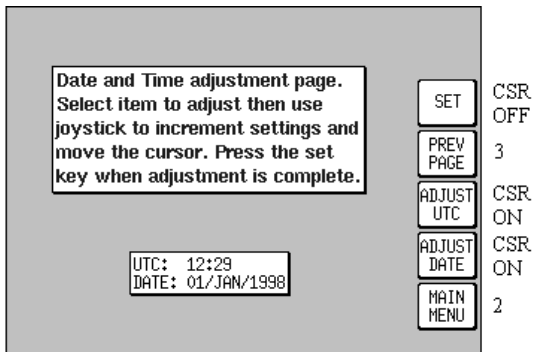 Date and Time adjustment page.
Select item to adjust then use
joystick to increment settings and
move the cursor. Press the set
key when adjustment is complete.
UTC: 12:29
DATE: 01/JAN/1998
SET
CSR
OFF
PREV
PAGE
3
ADJUST
UTC
CSR
ON
ADJUST
DATE
CSR
ON
MAIN
MENU
2